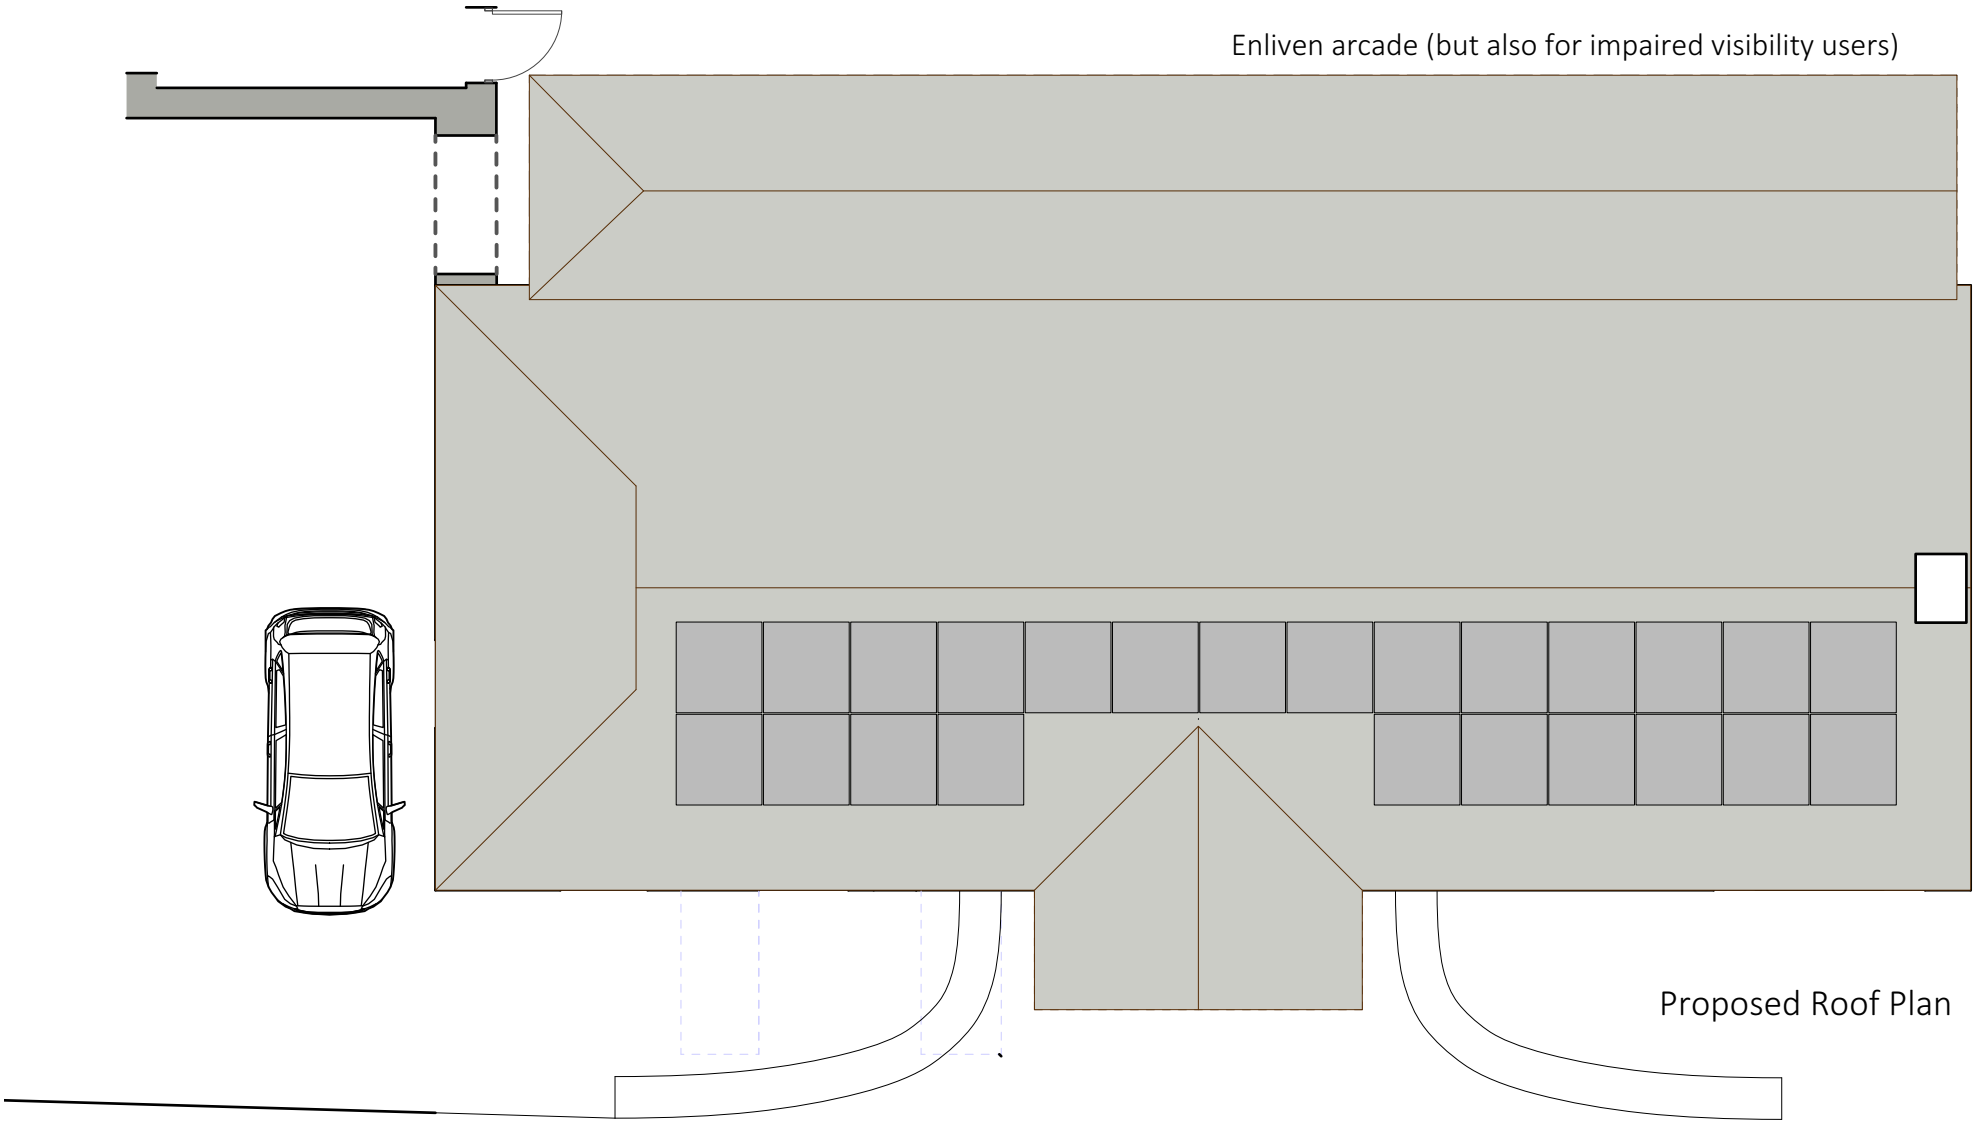 Enliven arcade (but also for impaired visibility users)
Proposed Roof Plan